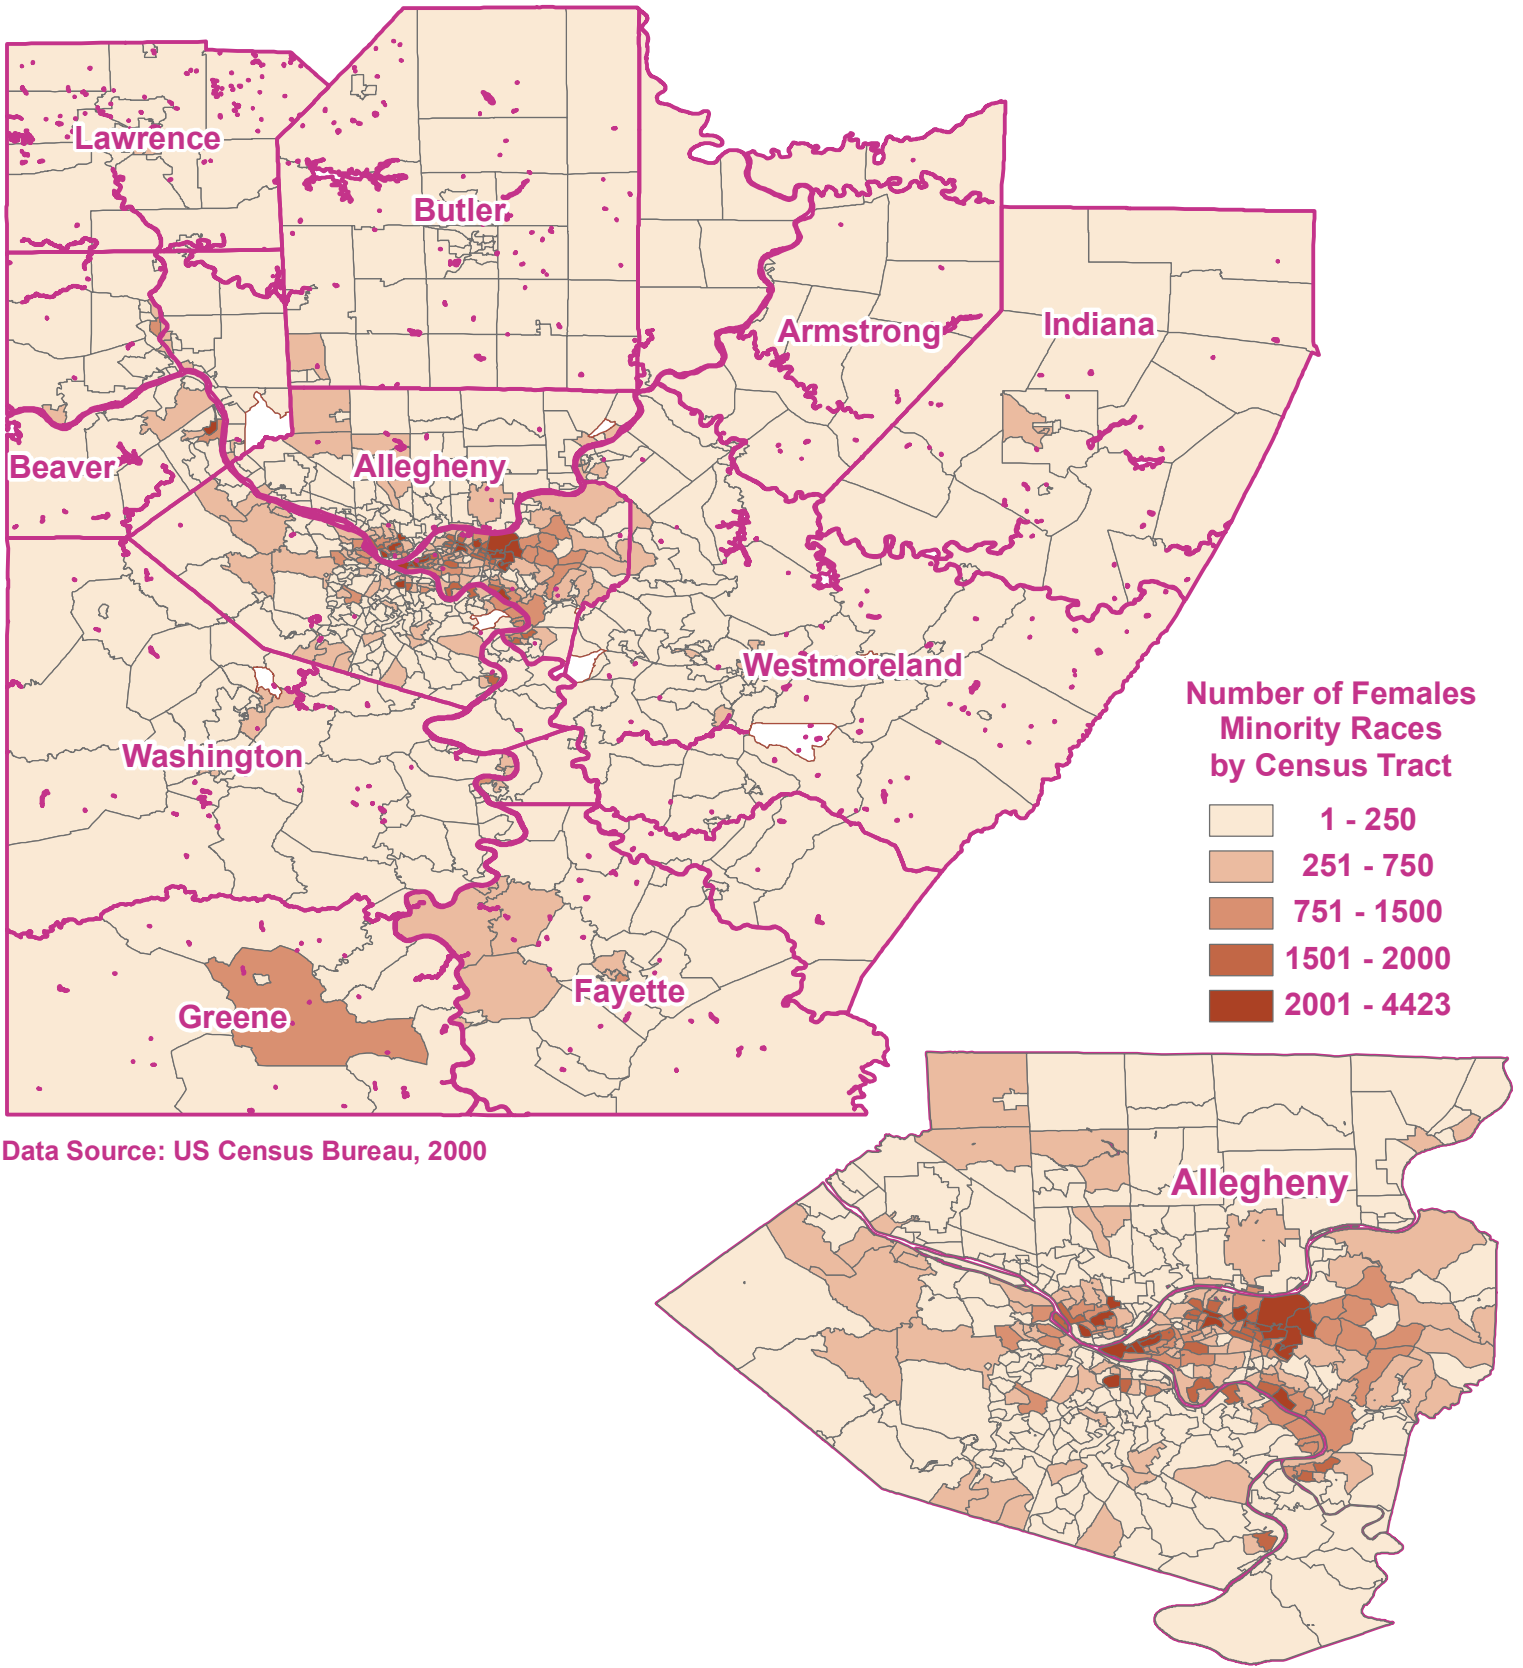 Lawrence
Butler
Armstrong
Indiana
Beaver
Allegheny
Westmoreland
Washington
Number of Females
Minority Races
by Census Tract
1 - 250
251 - 750
751 - 1500
1501 - 2000
2001 - 4423
Greene
Fayette
Data Source: US Census Bureau, 2000
Allegheny